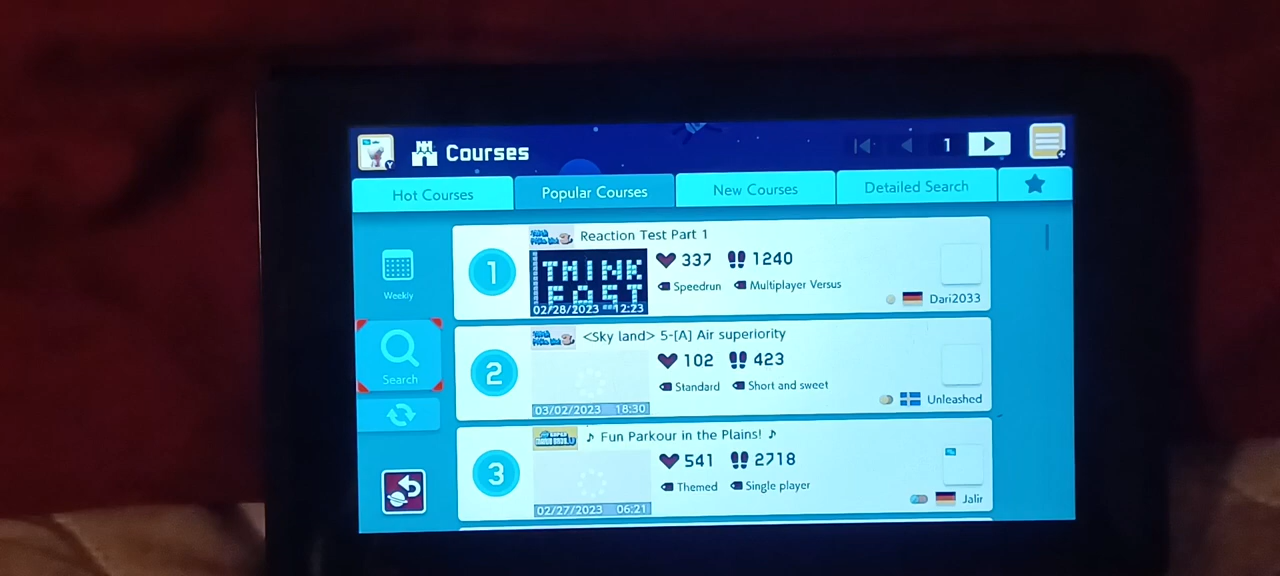 Y
Courses
1
+
Hot Courses
Popular Courses
New Courses
Detailed Search
Weekly
Search
1
Reaction Test Part 1
THINK
FAST
02/28/2023 12:23
337
1240
Speedrun
Multiplayer Versus
Dari2033
2
<Sky land> 5-[A] Air superiority
03/02/2023 18:30
102
423
Standard
Short and sweet
Unleashed
3
♪ Fun Parkour in the Plains! ♪
02/27/2023 06:21
541
2718
Themed
Single player
Jalir